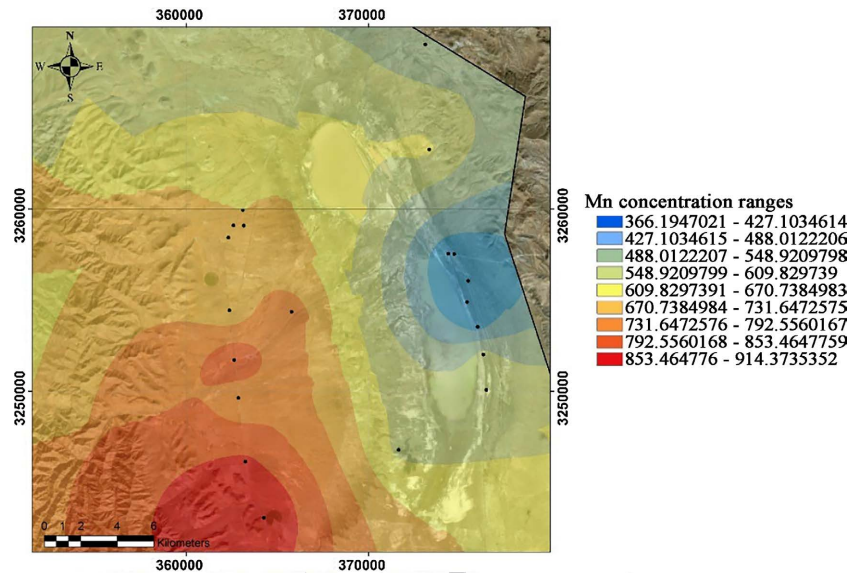 360000 370000
N
W E
S
3260000 3260000
3250000 3250000
Mn concentration ranges
366.1947021 - 427.1034614
427.1034615 - 488.0122206
488.0122207 - 548.9209798
548.9209799 - 609.829739
609.8297391 - 670.7384983
670.7384984 - 731.6472575
731.6472576 - 792.5560167
792.5560168 - 853.4647759
853.464776 - 914.3735352
0 1 2 4 6
Kilometers
360000 370000